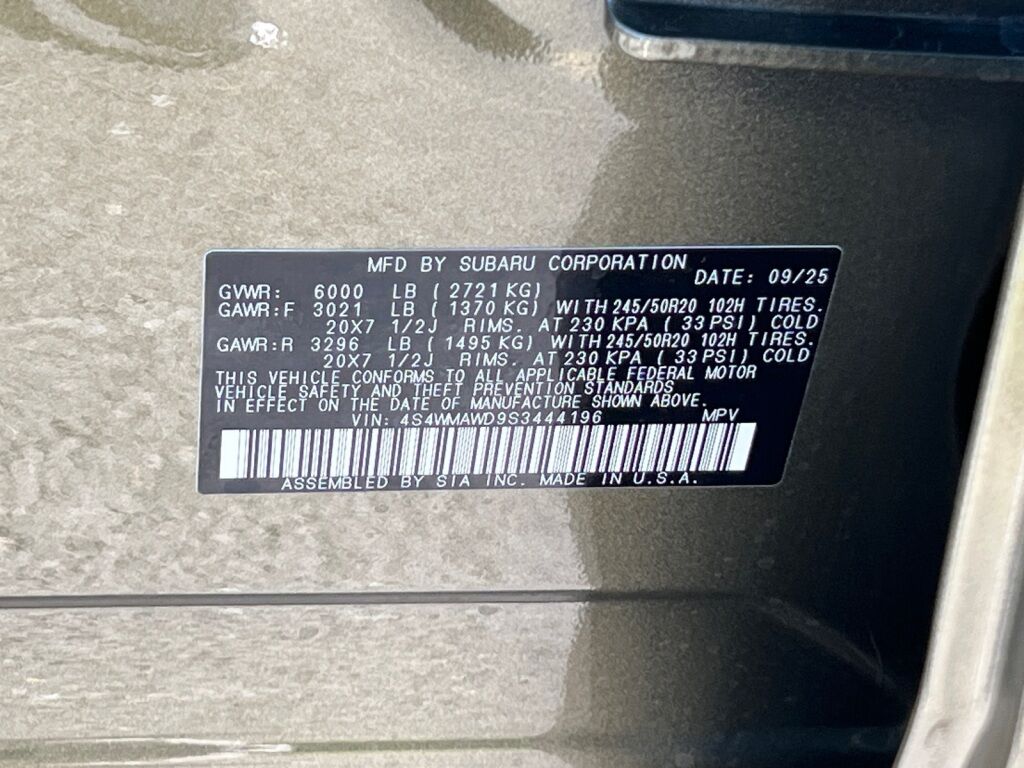 MFD BY SUBARU CORPORATION DATE: 09/25
GVWR: 6000 LB ( 2721 KG)
GAWR:F 3021 LB ( 1370 KG) WITH 245/50R20 102H TIRES.
20X7 1/2J RIMS. AT 230 KPA ( 33 PSI) COLD
GAWR:R 3296 LB ( 1495 KG) WITH 245/50R20 102H TIRES.
20X7 1/2J RIMS. AT 230 KPA ( 33 PSI) COLD
THIS VEHICLE CONFORMS TO ALL APPLICABLE FEDERAL MOTOR
VEHICLE SAFETY AND THEFT PREVENTION STANDARDS
IN EFFECT ON THE DATE OF MANUFACTURE SHOWN ABOVE.
VIN: 4S4WMAWD9S3444196 MPV
ASSEMBLED BY SIA INC. MADE IN U.S.A.